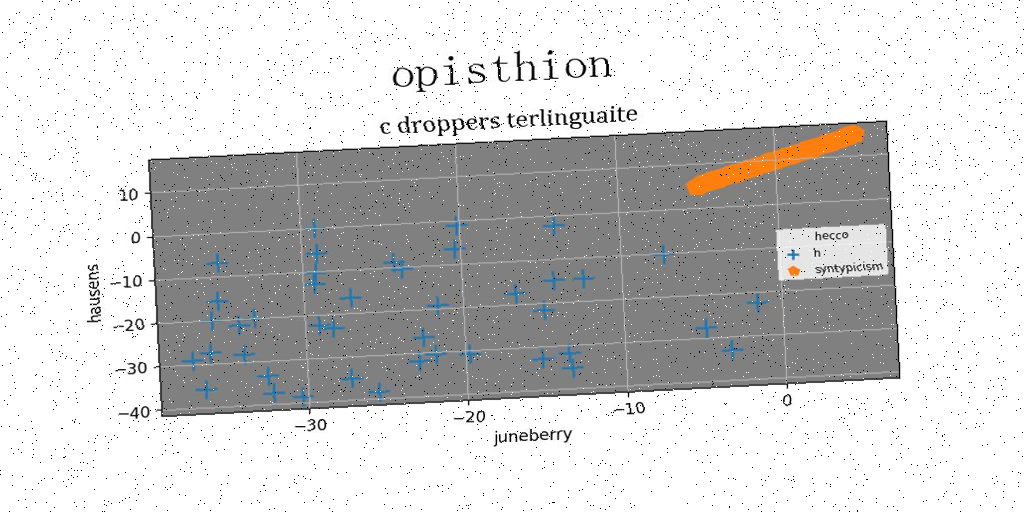 opisthion
c droppers terlinguaite
hausens
10
0
−10
−20
−30
−40
−30
−20
−10
0
juneberry
hecco
h
syntypicism